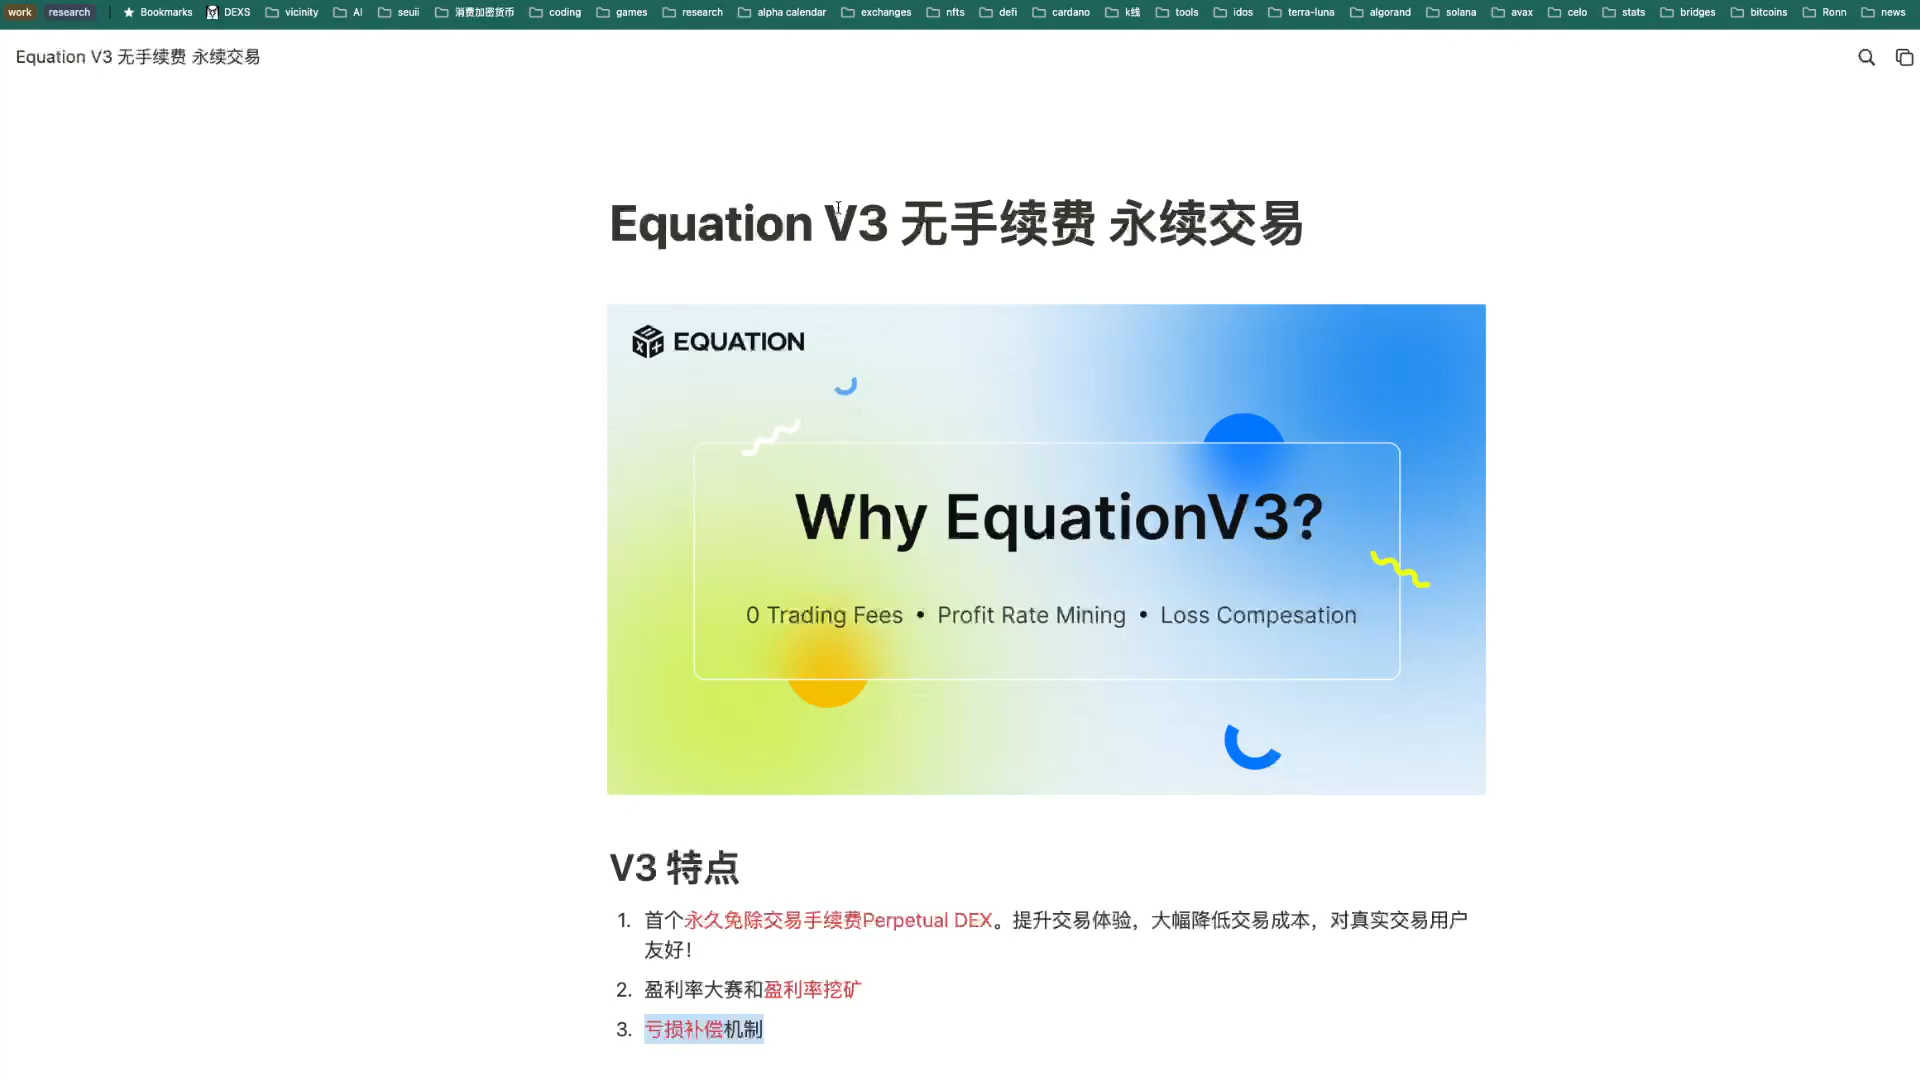 work research Bookmarks DEXS vicinity AI seuii 消费加密货币 coding games research alpha calendar exchanges nfts defi cardano k线 tools idos terra-luna algorand solana avax celo stats bridges bitcoins Ronn news
Equation V3 无手续费 永续交易
Equation V3 无手续费 永续交易
EQUATION
Why EquationV3?
0 Trading Fees • Profit Rate Mining • Loss Compesation
V3 特点
1. 首个永久免除交易手续费Perpetual DEX。提升交易体验，大幅降低交易成本，对真实交易用户
友好！
2. 盈利率大赛和盈利率挖矿
3. 亏损补偿机制